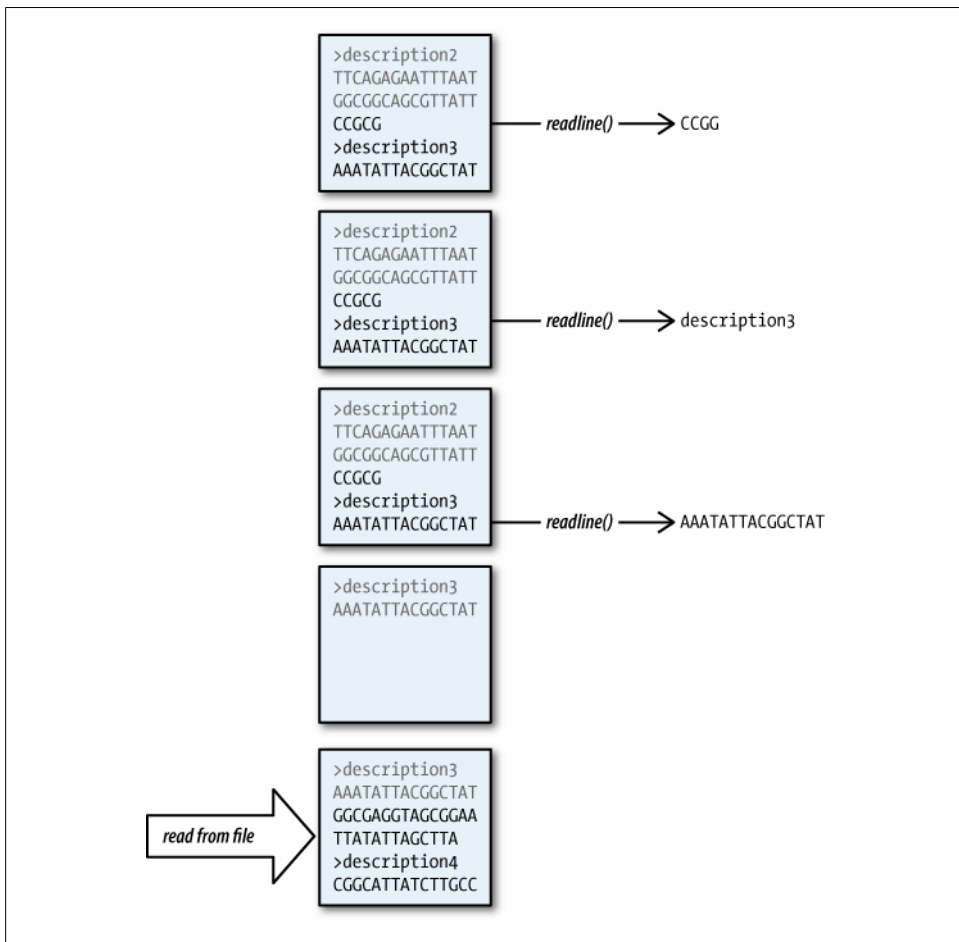 >description2
TTCAGAGAATTTAAT
GGCGGCAGCGTTATT
CCGCG
readline()
CCGG
>description3
AAATATTACGGCTAT
>description2
TTCAGAGAATTTAAT
GGCGGCAGCGTTATT
CCGCG
>description3
readline()
description3
AAATATTACGGCTAT
>description2
TTCAGAGAATTTAAT
GGCGGCAGCGTTATT
CCGCG
>description3
AAATATTACGGCTAT
readline()
AAATATTACGGCTAT
>description3
AAATATTACGGCTAT
>description3
AAATATTACGGCTAT
GGCGAGGTAGCGGAA
read from file
TTATATTAGCTTA
>description4
CGGCATTATCTTGCC